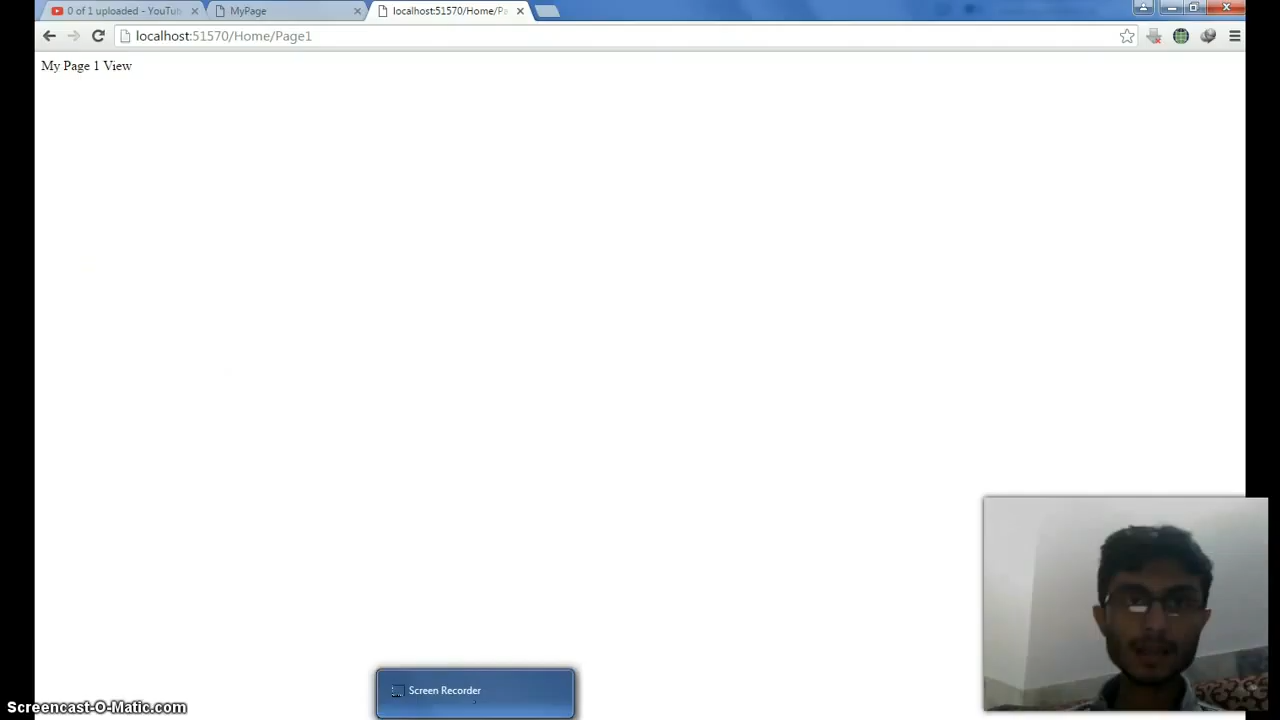 0 of 1 uploaded - YouTub
MyPage
localhost:51570/Home/Pa
localhost:51570/Home/Page1
My Page 1 View
Screen Recorder
Screencast-O-Matic.com